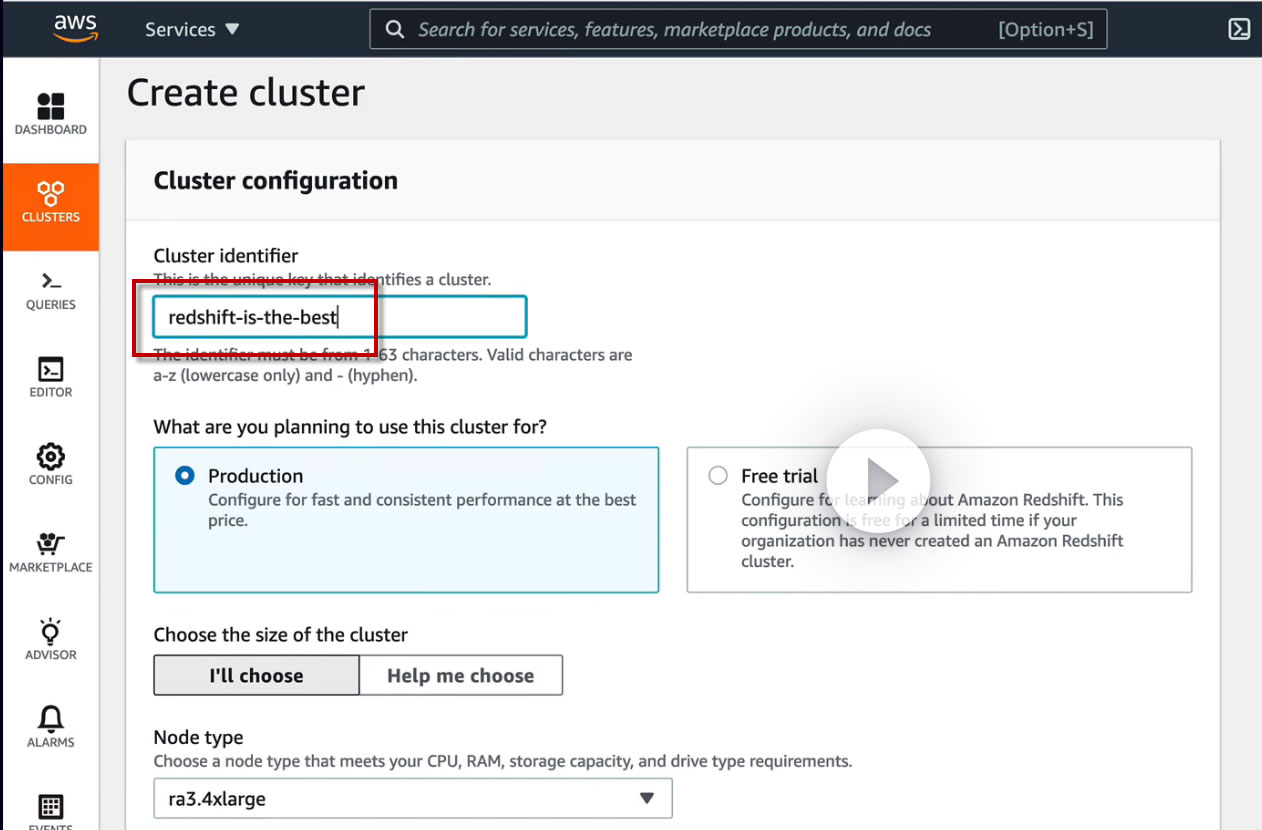 aws
Services
Search for services, features, marketplace products, and docs [Option+S]
DASHBOARD
CLUSTERS
QUERIES
EDITOR
CONFIG
MARKETPLACE
ADVISOR
ALARMS
EVENTS
Create cluster
Cluster configuration
Cluster identifier
This is the unique key that identifies a cluster.
redshift-is-the-best
The identifier must be from 1-63 characters. Valid characters are
a-z (lowercase only) and - (hyphen).
What are you planning to use this cluster for?
Production
Configure for fast and consistent performance at the best
price.
Free trial
Configure for learning about Amazon Redshift. This
configuration is free for a limited time if your
organization has never created an Amazon Redshift
cluster.
Choose the size of the cluster
I'll choose
Help me choose
Node type
Choose a node type that meets your CPU, RAM, storage capacity, and drive type requirements.
ra3.4xlarge